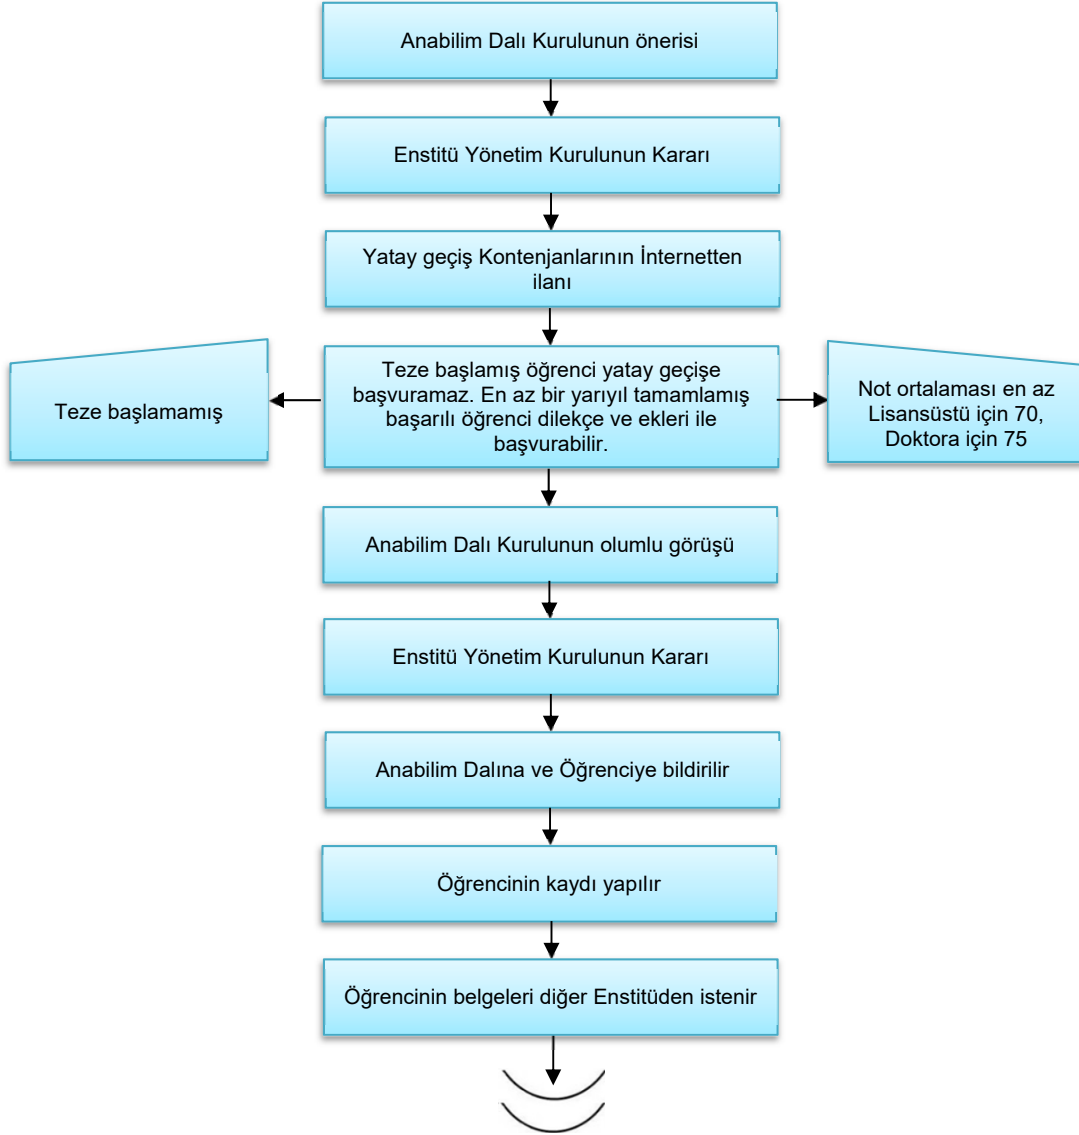 Anabilim Dalı Kurulunun önerisi
Enstitü Yönetim Kurulunun Kararı
Yatay geçiş Kontenjanlarının İnternetten
ilanı
Teze başlamamış
Teze başlamış öğrenci yatay geçişe
başvuramaz. En az bir yarıyıl tamamlamış
başarılı öğrenci dilekçe ve ekleri ile
başvurabilir.
Not ortalaması en az
Lisansüstü için 70,
Doktora için 75
Anabilim Dalı Kurulunun olumlu görüşü
Enstitü Yönetim Kurulunun Kararı
Anabilim Dalına ve Öğrenciye bildirilir
Öğrencinin kaydı yapılır
Öğrencinin belgeleri diğer Enstitüden istenir